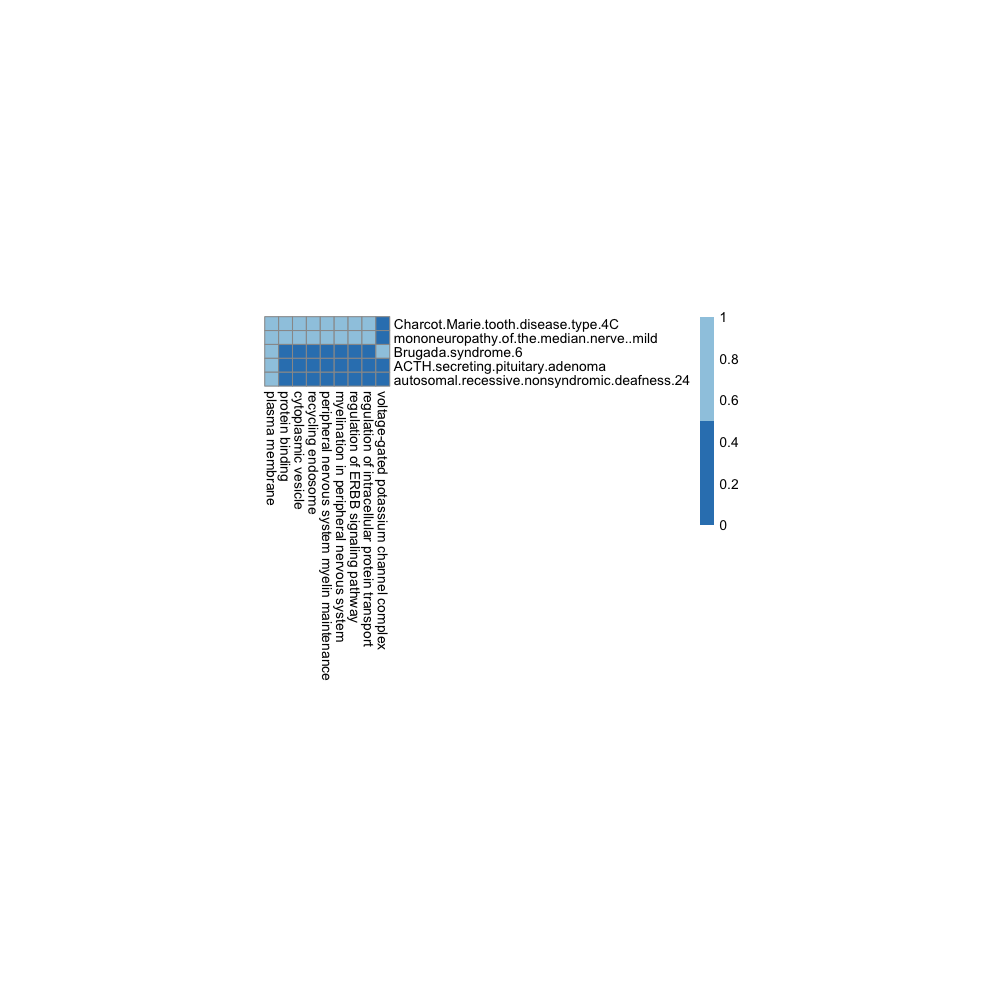 Charcot.Marie.tooth.disease.type.4C
mononeuropathy.of.the.median.nerve..mild
Brugada.syndrome.6
ACTH.secreting.pituitary.adenoma
autosomal.recessive.nonsyndromic.deafness.24
plasma membrane
protein binding
cytoplasmic vesicle
recycling endosome
peripheral nervous system myelin maintenance
myelination in peripheral nervous system
regulation of ERBB signaling pathway
regulation of intracellular protein transport
voltage-gated potassium channel complex
1
0.8
0.6
0.4
0.2
0